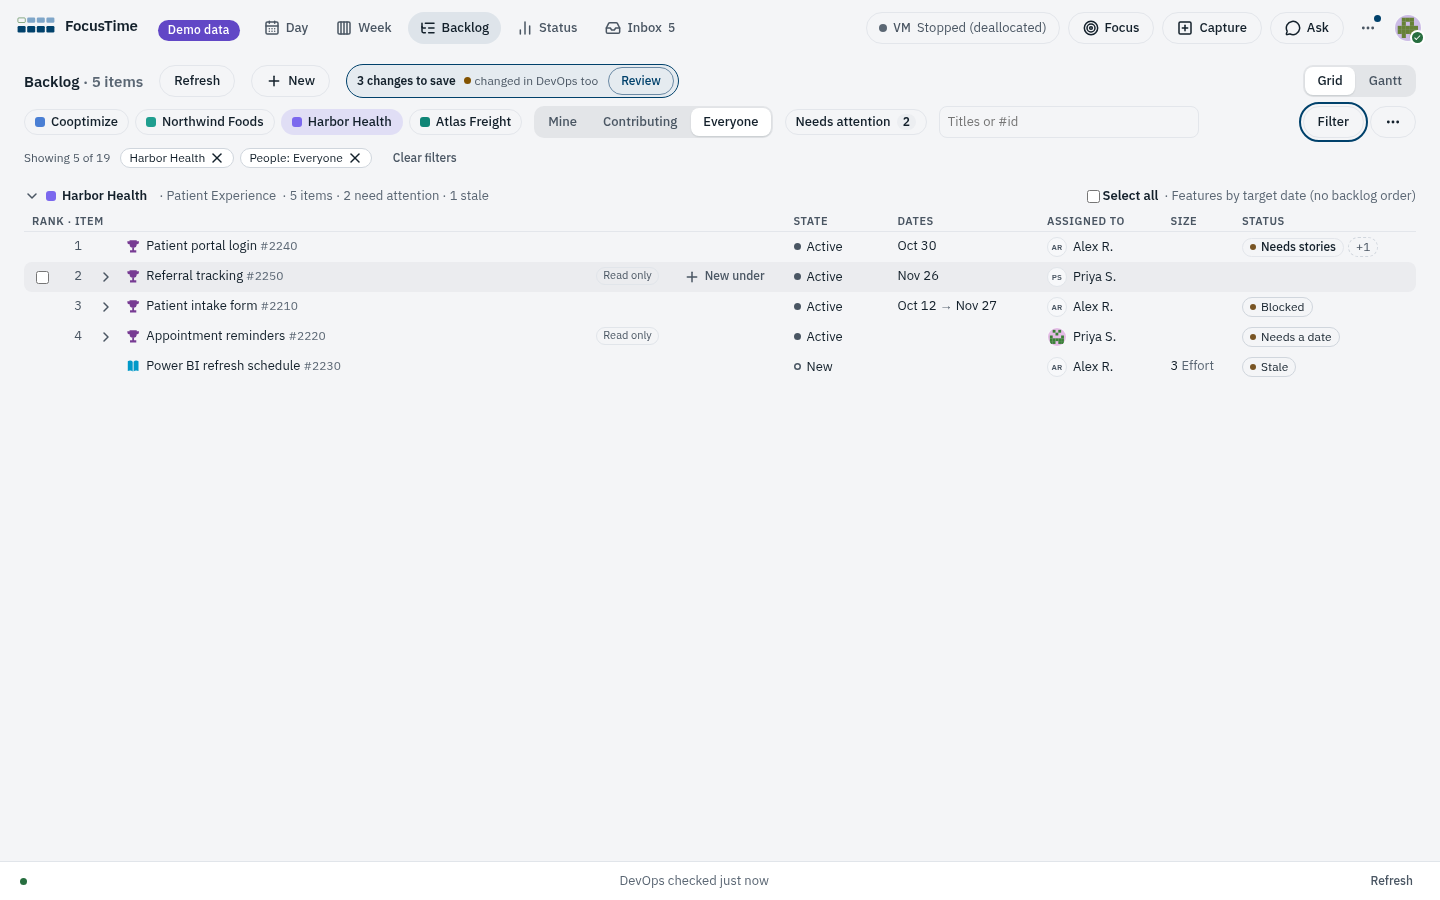 FocusTime
Demo data
Day
Week
Backlog
Status
Inbox 5
VM Stopped (deallocated)
Focus
Capture
Ask
Backlog · 5 items
Refresh
New
3 changes to save
changed in DevOps too
Review
Grid
Gantt
Cooptimize
Northwind Foods
Harbor Health
Atlas Freight
Mine
Contributing
Everyone
Needs attention 2
Titles or #id
Filter
Showing 5 of 19
Harbor Health
People: Everyone
Clear filters
Harbor Health · Patient Experience · 5 items · 2 need attention · 1 stale
Select all · Features by target date (no backlog order)
RANK · ITEM STATE DATES ASSIGNED TO SIZE STATUS
1 Patient portal login #2240 Active Oct 30 AR Alex R. Needs stories +1
2 Referral tracking #2250 Read only New under Active Nov 26 PS Priya S.
3 Patient intake form #2210 Active Oct 12 → Nov 27 AR Alex R. Blocked
4 Appointment reminders #2220 Read only Active Priya S. Needs a date
Power BI refresh schedule #2230 New AR Alex R. 3 Effort Stale
DevOps checked just now
Refresh